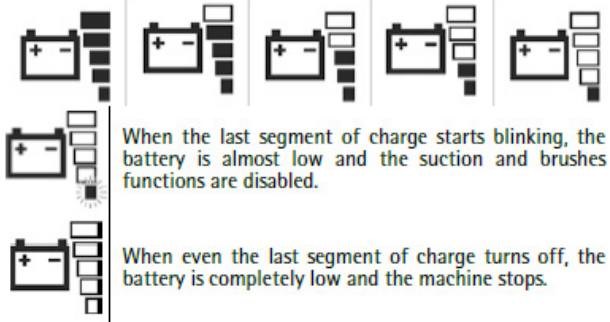 When the last segment of charge starts blinking, the
battery is almost low and the suction and brushes
functions are disabled.
When even the last segment of charge turns off, the
battery is completely low and the machine stops.